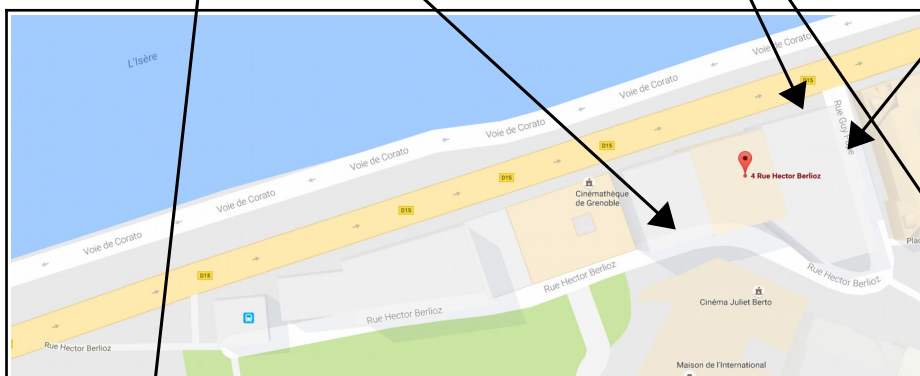 L'Isère
Voie de Corato
Voie de Corato
Voie de Corato
Voie de Corato
Voie de Corato
Voie de Corato
D15
D15
D15
D15
D15
Cinémathèque
de Grenoble
4 Rue Hector Berlioz
Rue Guy
Rue Hector Berlioz
Rue Hector Berlioz
Rue Hector Berlioz
Rue Hector Berlioz
Cinéma Juliet Berto
Maison de l'International